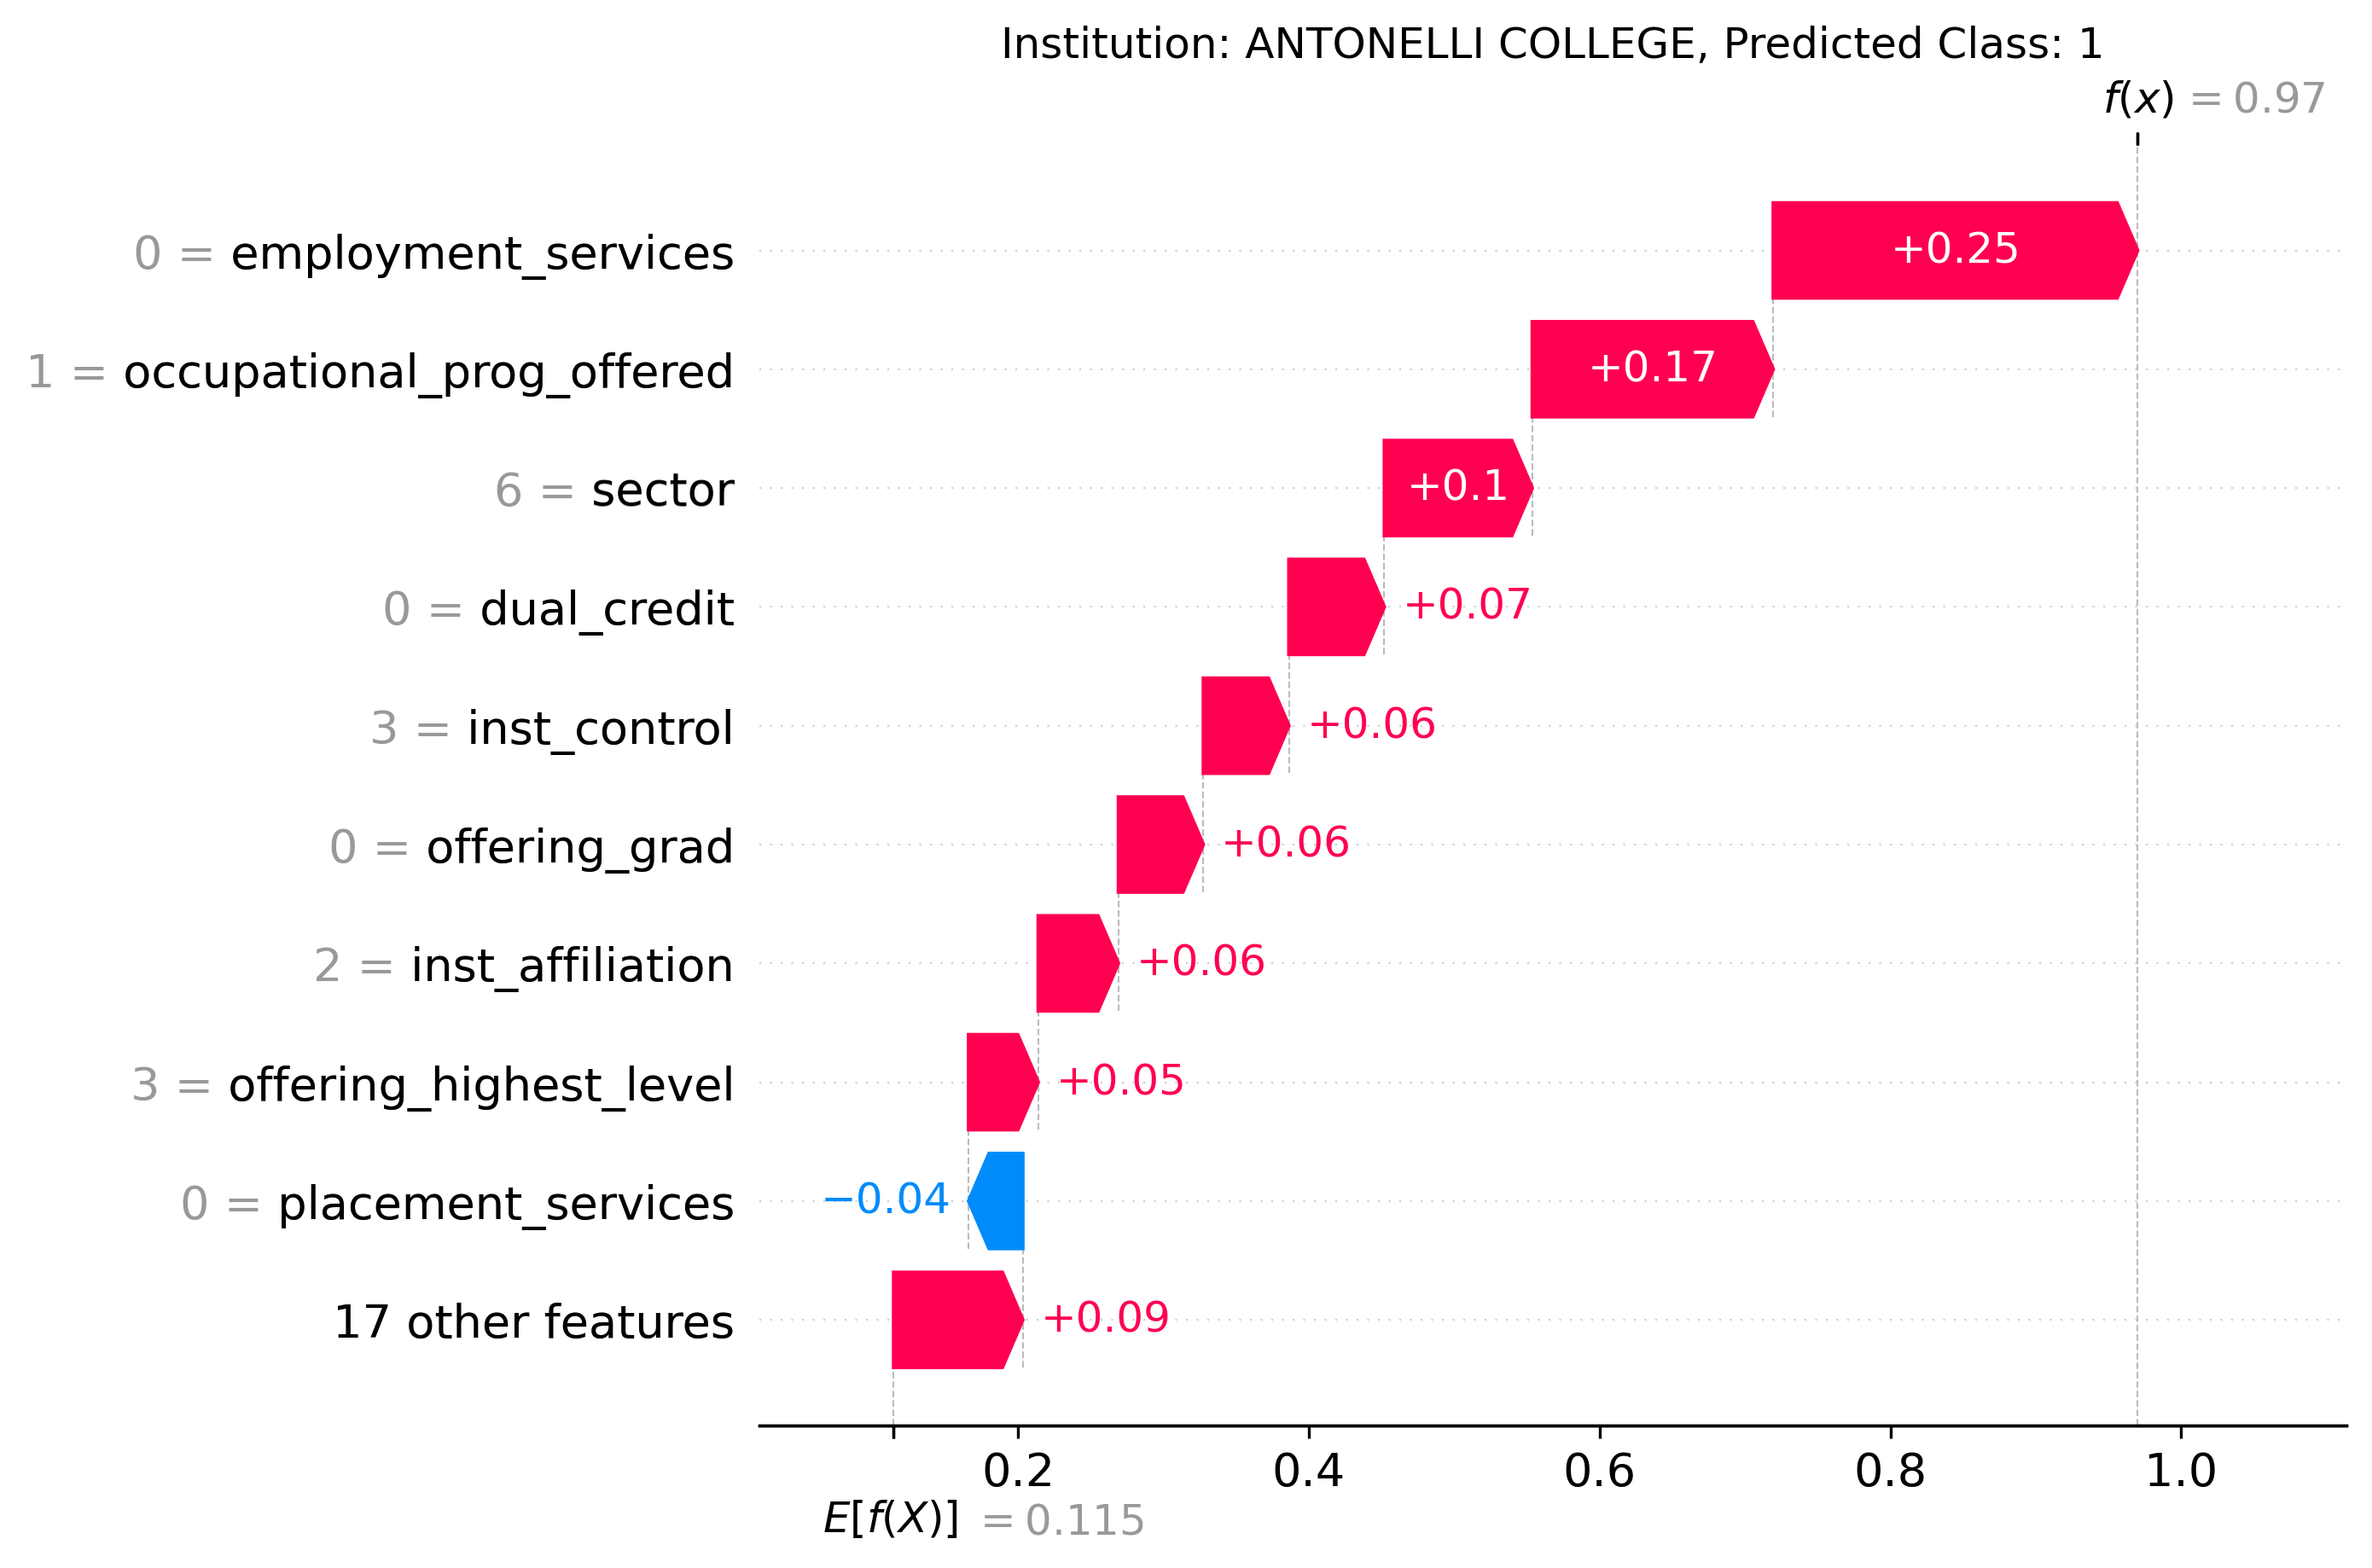 Institution: ANTONELLI COLLEGE, Predicted Class: 1
f(x) = 0.97
0 = employment_services +0.25
1 = occupational_prog_offered +0.17
6 = sector +0.1
0 = dual_credit +0.07
3 = inst_control +0.06
0 = offering_grad +0.06
2 = inst_affiliation +0.06
3 = offering_highest_level +0.05
0 = placement_services −0.04
17 other features +0.09
0.2 0.4 0.6 0.8 1.0
E[f(X)] = 0.115